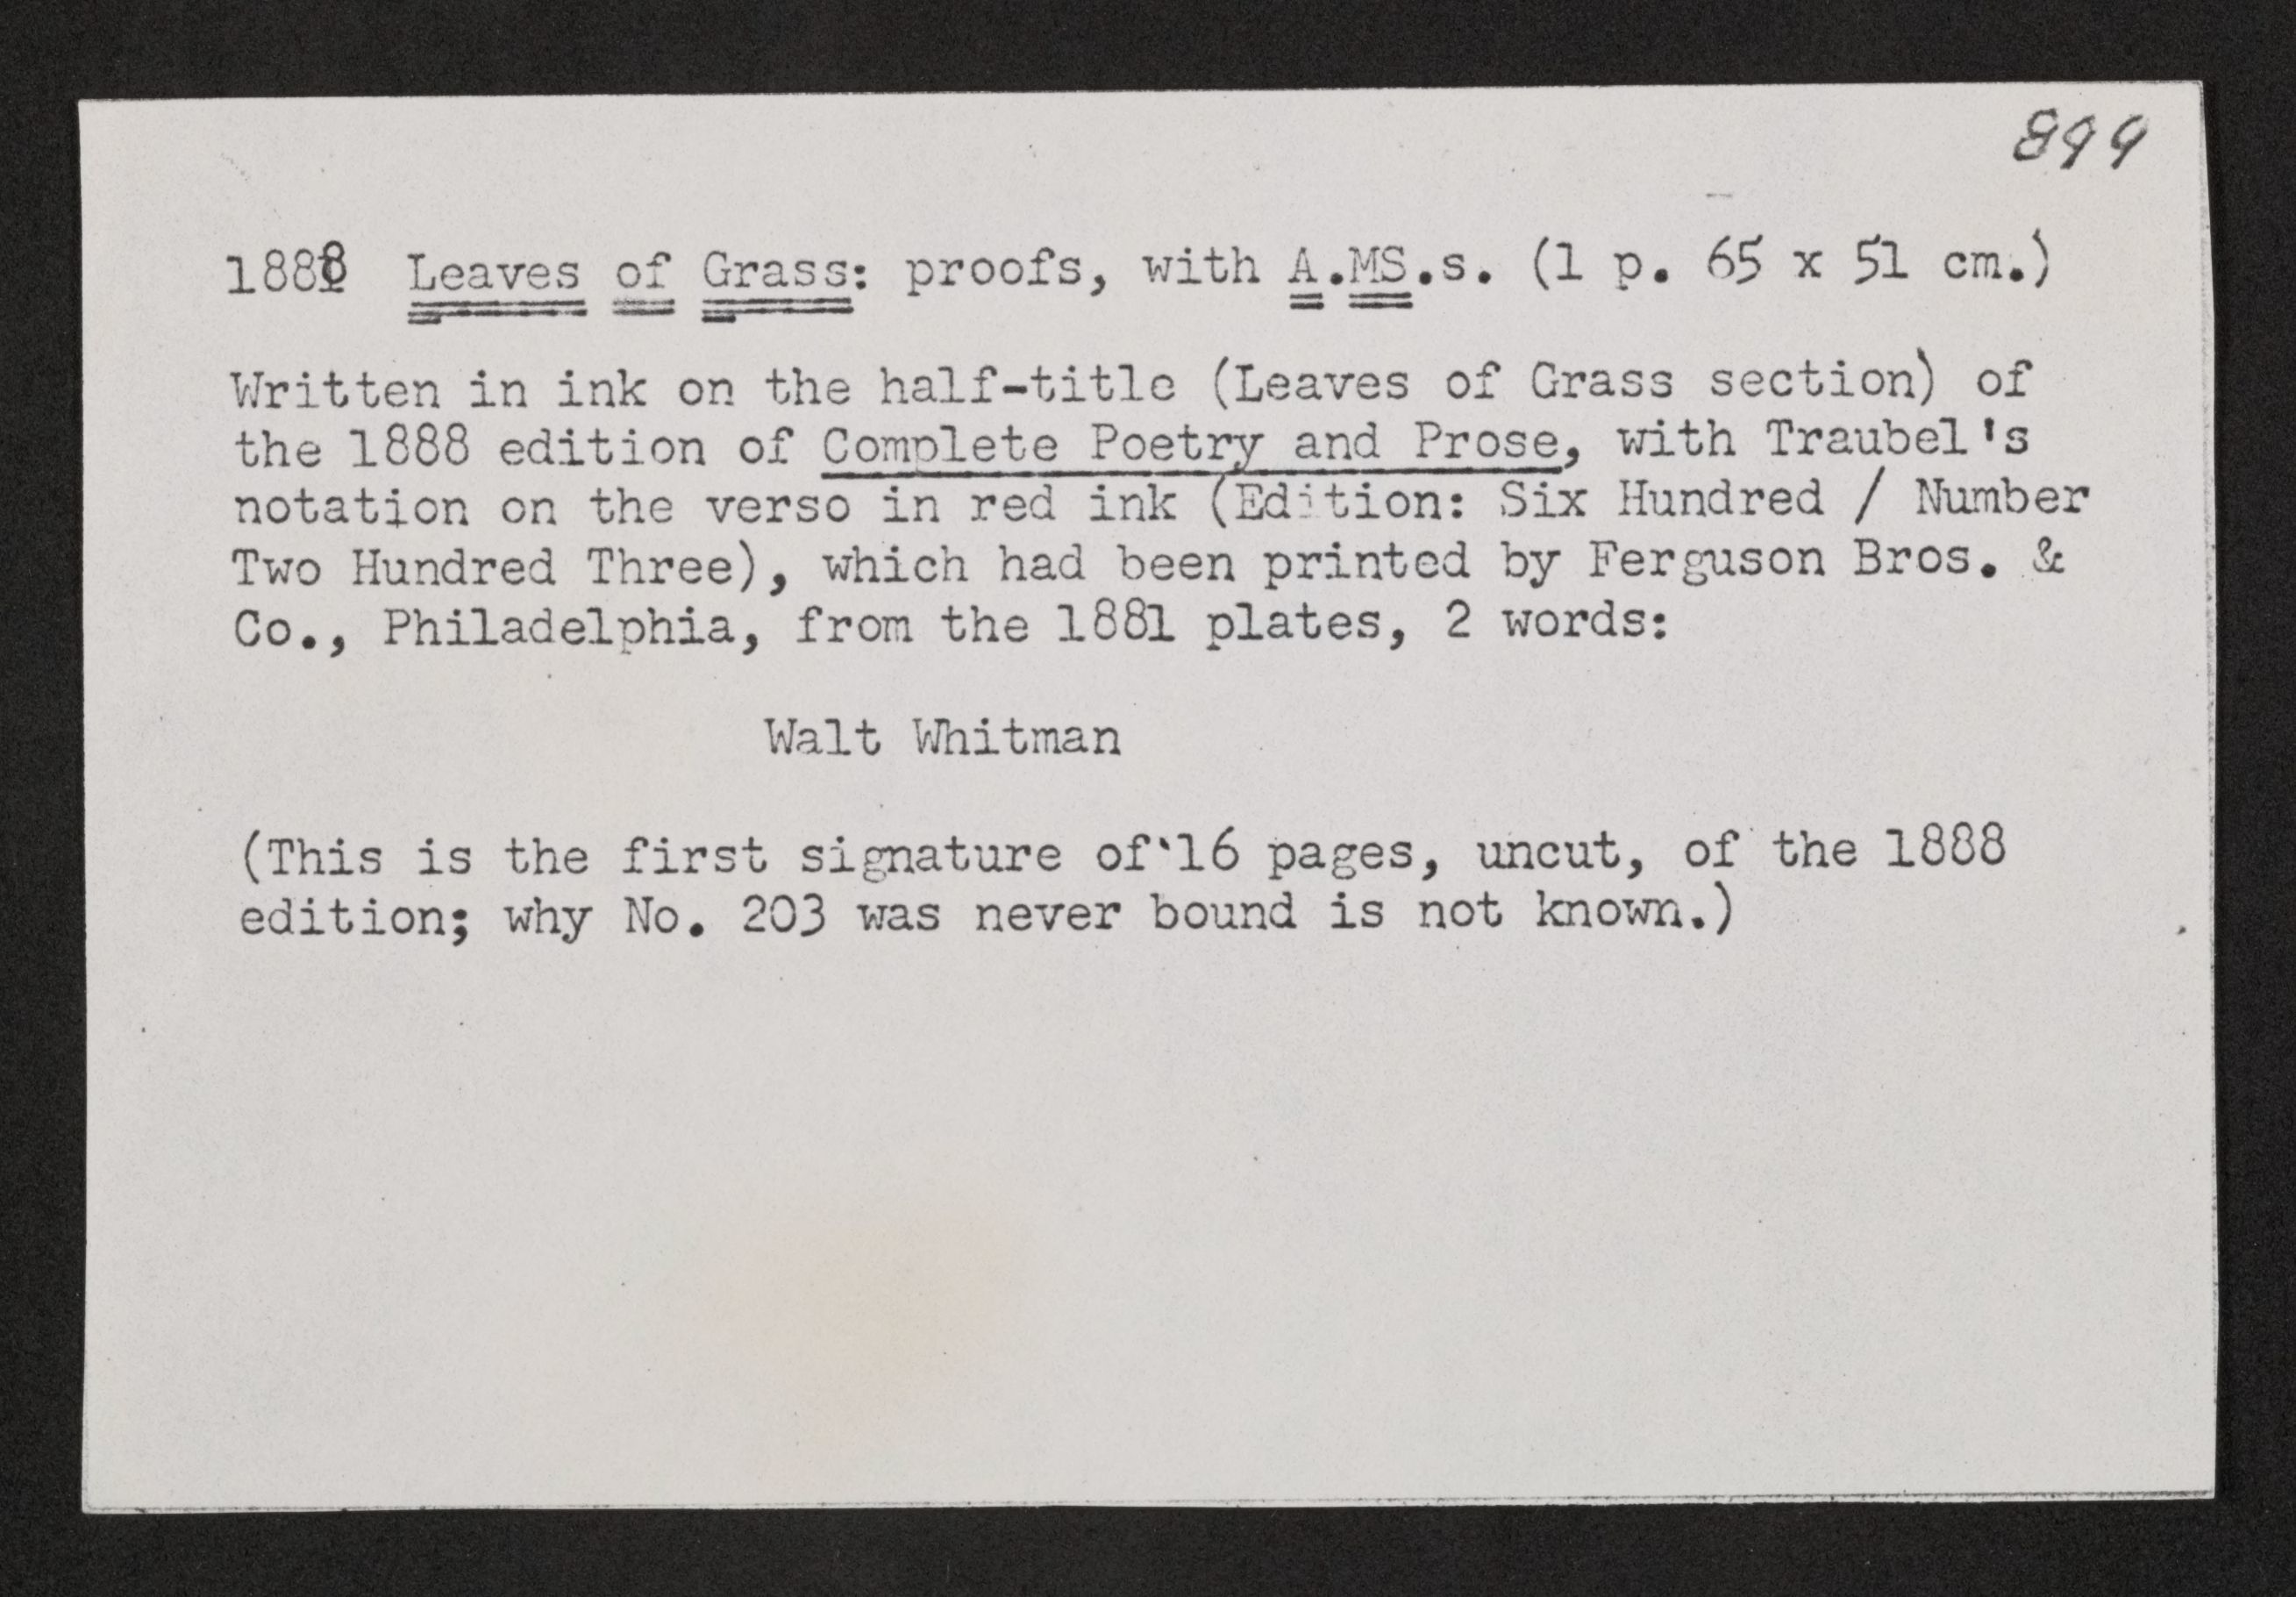 899
1888 Leaves of Grass: proofs, with A.MS.s. (1 p. 65 x 51 cm.)
Written in ink on the half-title (Leaves of Grass section) of
the 1888 edition of Complete Poetry and Prose, with Traubel's
notation on the verso in red ink (Edition: Six Hundred / Number
Two Hundred Three), which had been printed by Ferguson Bros. &
Co., Philadelphia, from the 1881 plates, 2 words:
Walt Whitman
(This is the first signature of 16 pages, uncut, of the 1888
edition; why No. 203 was never bound is not known.)